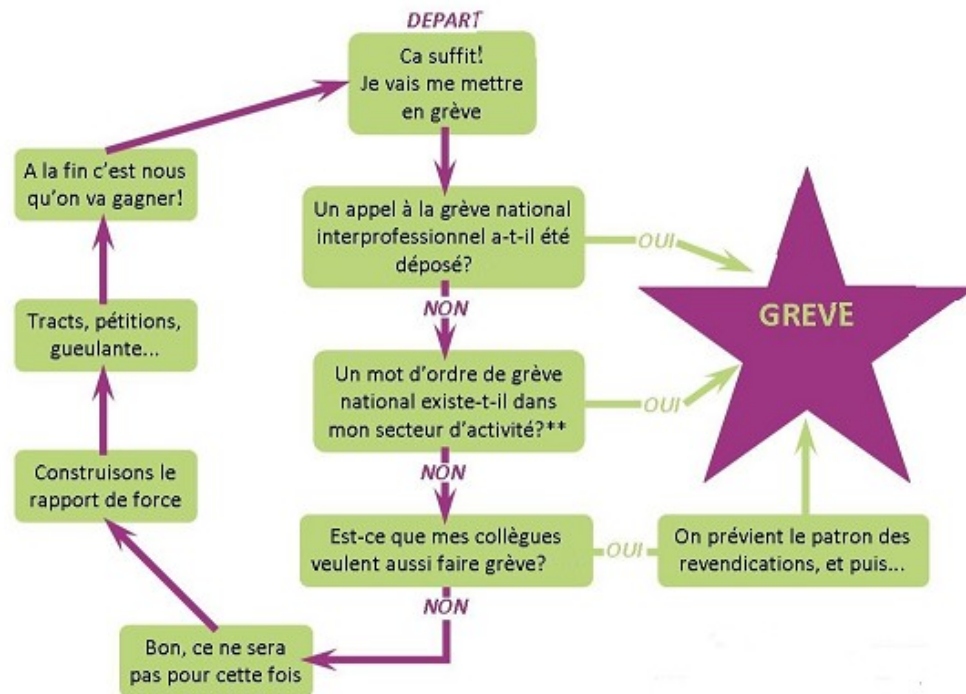 DEPART
Ca suffit!
Je vais me mettre
en grève
A la fin c'est nous
qu'on va gagner!
Un appel à la grève national
interprofessionnel a-t-il été
déposé?
OUI
GREVE
NON
Tracts, pétitions,
gueulante...
Un mot d'ordre de grève
national existe-t-il dans
mon secteur d'activité?**
OUI
NON
Construisons le
rapport de force
Est-ce que mes collègues
veulent aussi faire grève?
OUI
On prévient le patron des
revendications, et puis...
NON
Bon, ce ne sera
pas pour cette fois